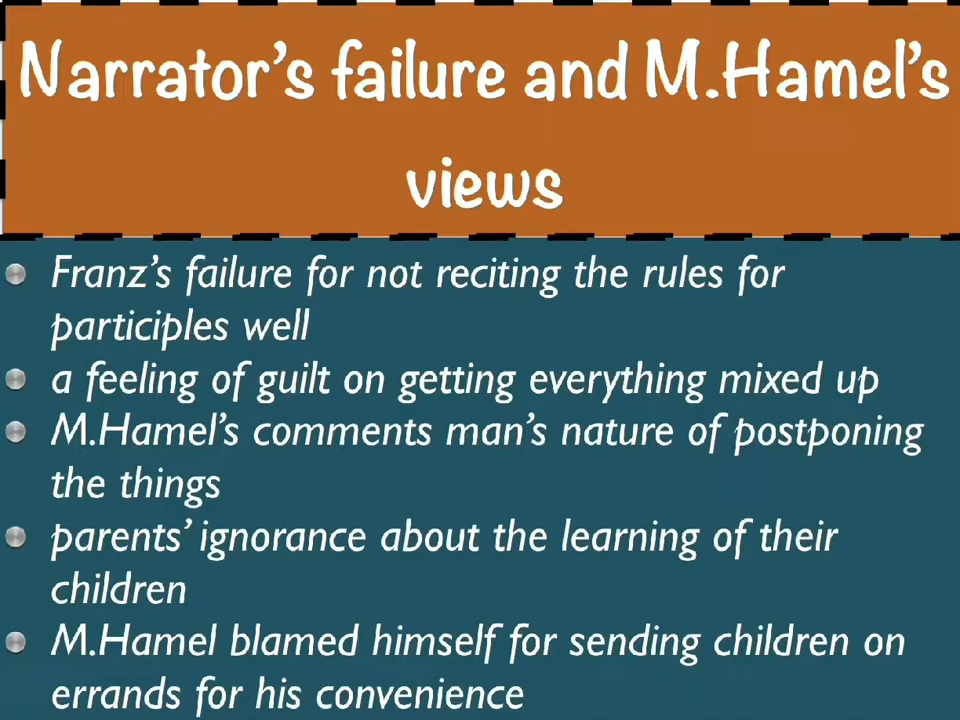 Narrator's failure and M.Hamel's
views
Franz's failure for not reciting the rules for
participles well
a feeling of guilt on getting everything mixed up
M.Hamel's comments man's nature of postponing
the things
parents' ignorance about the learning of their
children
M.Hamel blamed himself for sending children on
errands for his convenience